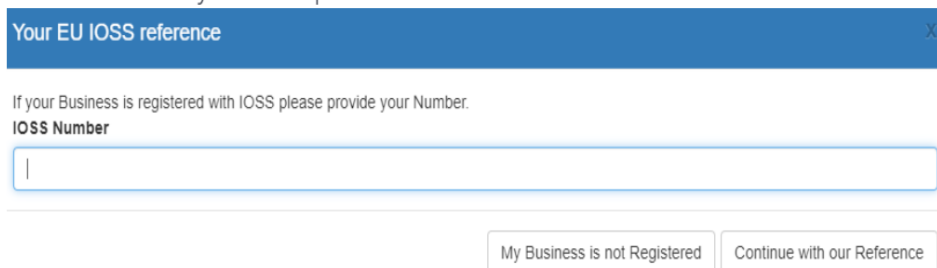 Your EU IOSS reference
X
If your Business is registered with IOSS please provide your Number.
IOSS Number
My Business is not Registered
Continue with our Reference